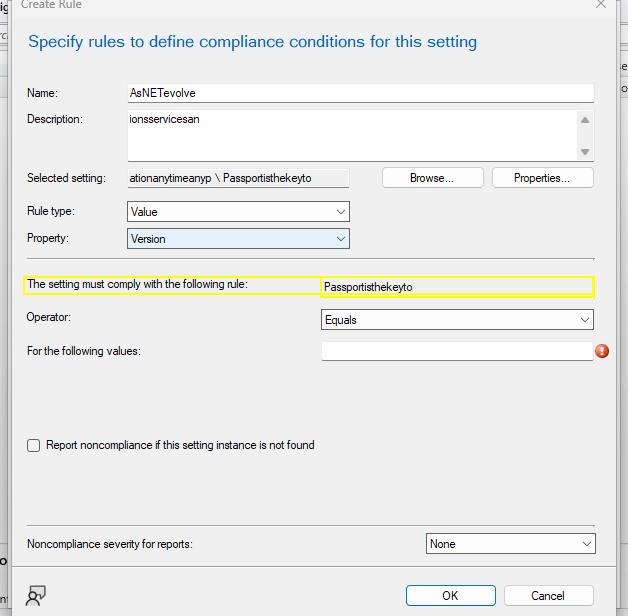 Create Rule
Specify rules to define compliance conditions for this setting
Name: AsNETevolve
Description: ionsservicesan
Selected setting: ationanytimeanyp \ Passportisthekeyto Browse... Properties...
Rule type: Value
Property: Version
The setting must comply with the following rule: Passportisthekeyto
Operator: Equals
For the following values:
Report noncompliance if this setting instance is not found
Noncompliance severity for reports: None
OK Cancel